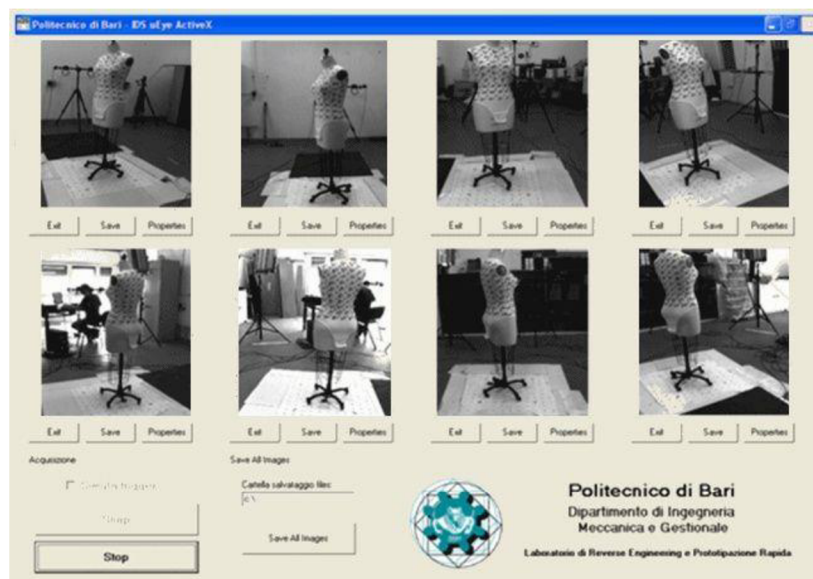 Politecnico di Bari - IDS uEye ActiveX
Exit Save Properties
Exit Save Properties
Exit Save Properties
Exit Save Properties
Exit Save Properties
Exit Save Properties
Exit Save Properties
Exit Save Properties
Acquisizione
Stop
Save All Images
Cartella salvataggio files:
c:\
Save All Images
Politecnico di Bari
Dipartimento di Ingegneria
Meccanica e Gestionale
Laboratorio di Reverse Engineering e Prototipazione Rapida